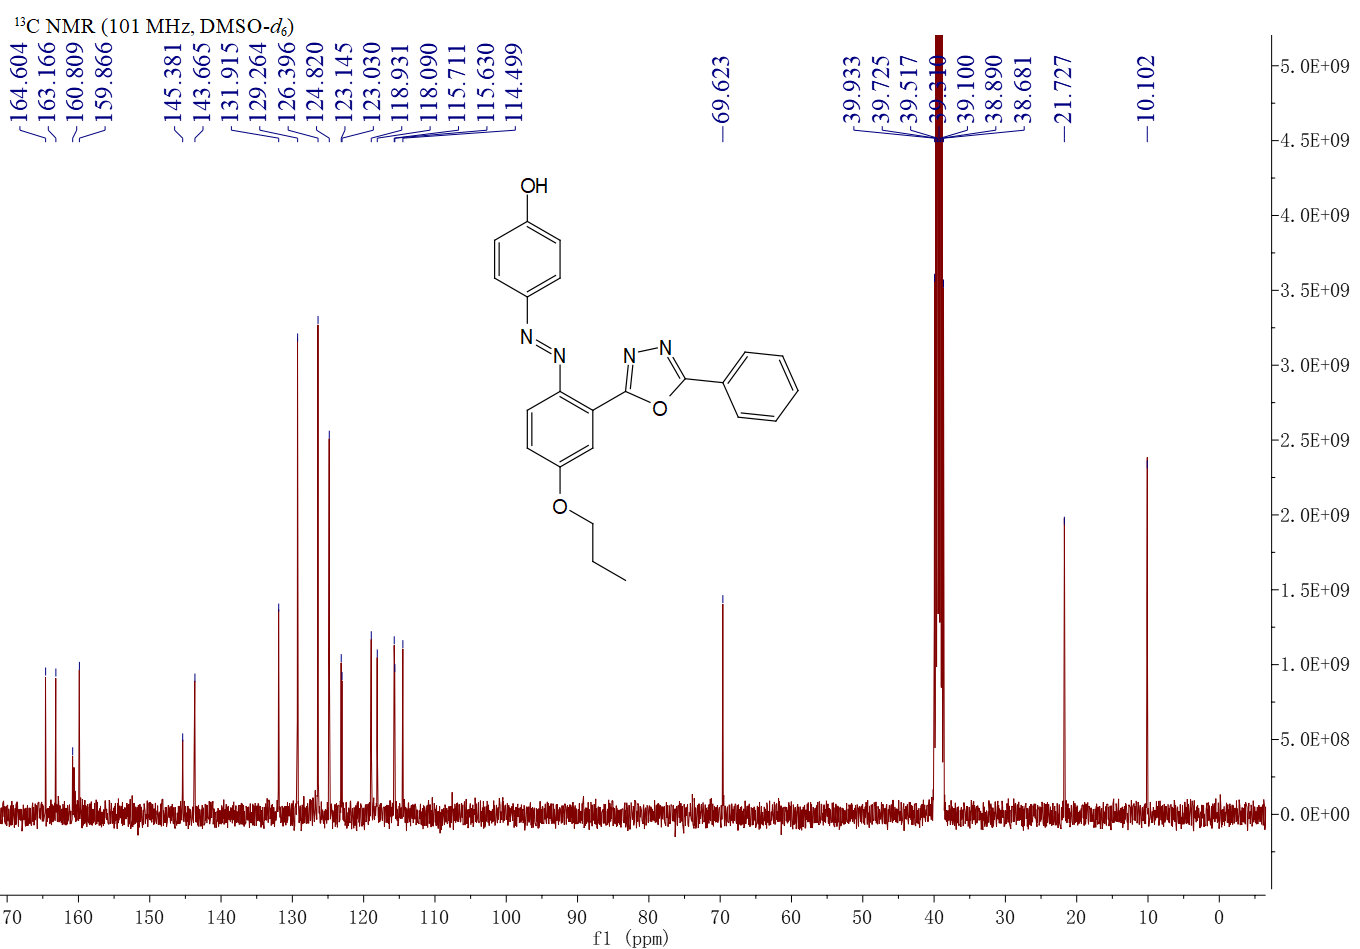 ¹³C NMR (101 MHz, DMSO-d₆)
164.604
163.166
160.809
159.866
145.381
143.665
131.915
129.264
126.396
124.820
123.145
123.030
118.931
118.090
115.711
115.630
114.499
69.623
39.933
39.725
39.517
39.310
39.100
38.890
38.681
21.727
10.102
5.0E+09
4.5E+09
4.0E+09
3.5E+09
3.0E+09
2.5E+09
2.0E+09
1.5E+09
1.0E+09
5.0E+08
0.0E+00
OH
N
N
N
N
O
O
70 160 150 140 130 120 110 100 90 80 70 60 50 40 30 20 10 0
f1 (ppm)